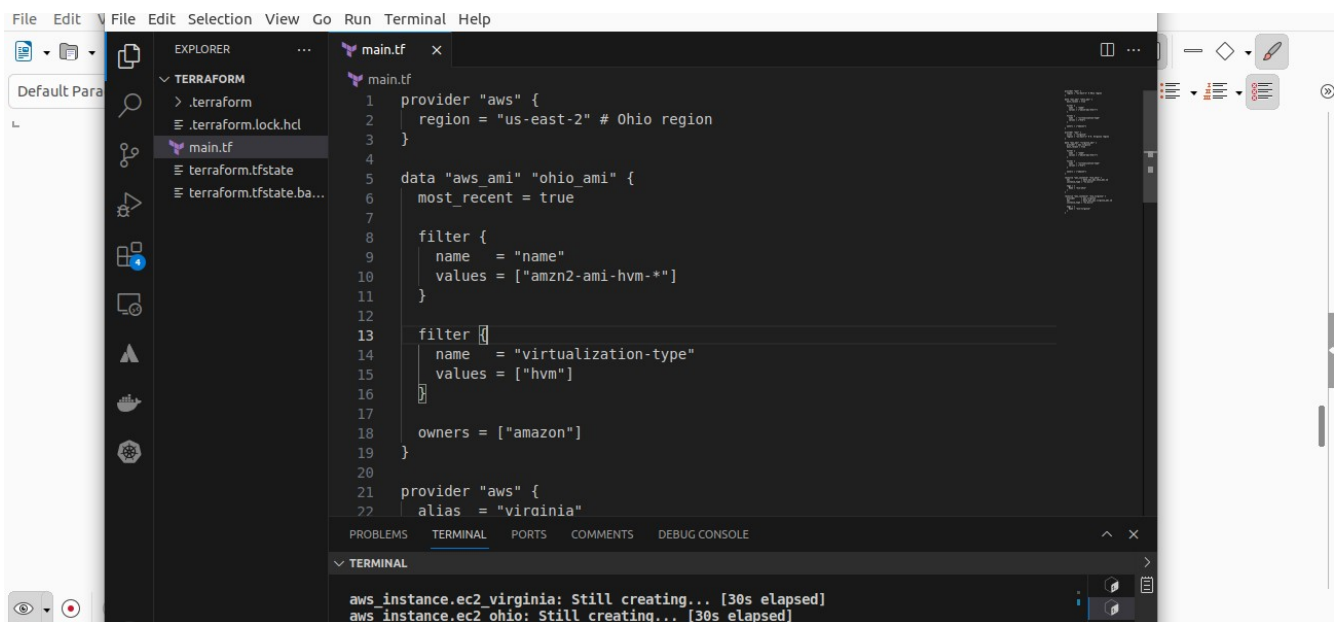 File Edit V
File Edit Selection View Go Run Terminal Help
Default Para
EXPLORER ...
TERRAFORM
.terraform
.terraform.lock.hcl
main.tf
terraform.tfstate
terraform.tfstate.ba...
4
main.tf
main.tf
1 provider "aws" {
2 region = "us-east-2" # Ohio region
3 }
4
5 data "aws_ami" "ohio_ami" {
6 most_recent = true
7
8 filter {
9 name = "name"
10 values = ["amzn2-ami-hvm-*"]
11 }
12
13 filter {
14 name = "virtualization-type"
15 values = ["hvm"]
16 }
17
18 owners = ["amazon"]
19 }
20
21 provider "aws" {
22 alias = "virginia"
PROBLEMS TERMINAL PORTS COMMENTS DEBUG CONSOLE
TERMINAL
aws_instance.ec2_virginia: Still creating... [30s elapsed]
aws_instance.ec2_ohio: Still creating... [30s elapsed]